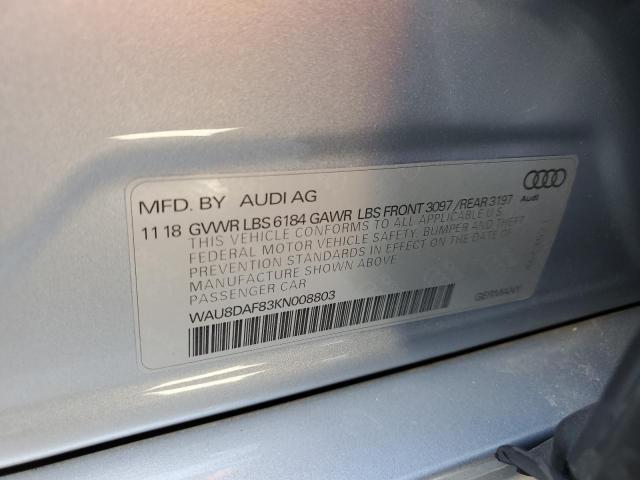 MFD. BY AUDI AG
Audi
11 18 GVWR LBS 6184 GAWR LBS FRONT 3097 / REAR 3197
THIS VEHICLE CONFORMS TO ALL APPLICABLE U.S.
FEDERAL MOTOR VEHICLE SAFETY, BUMPER AND THEFT
PREVENTION STANDARDS IN EFFECT ON THE DATE OF
MANUFACTURE SHOWN ABOVE
PASSENGER CAR
WAU8DAF83KN008803
GERMANY